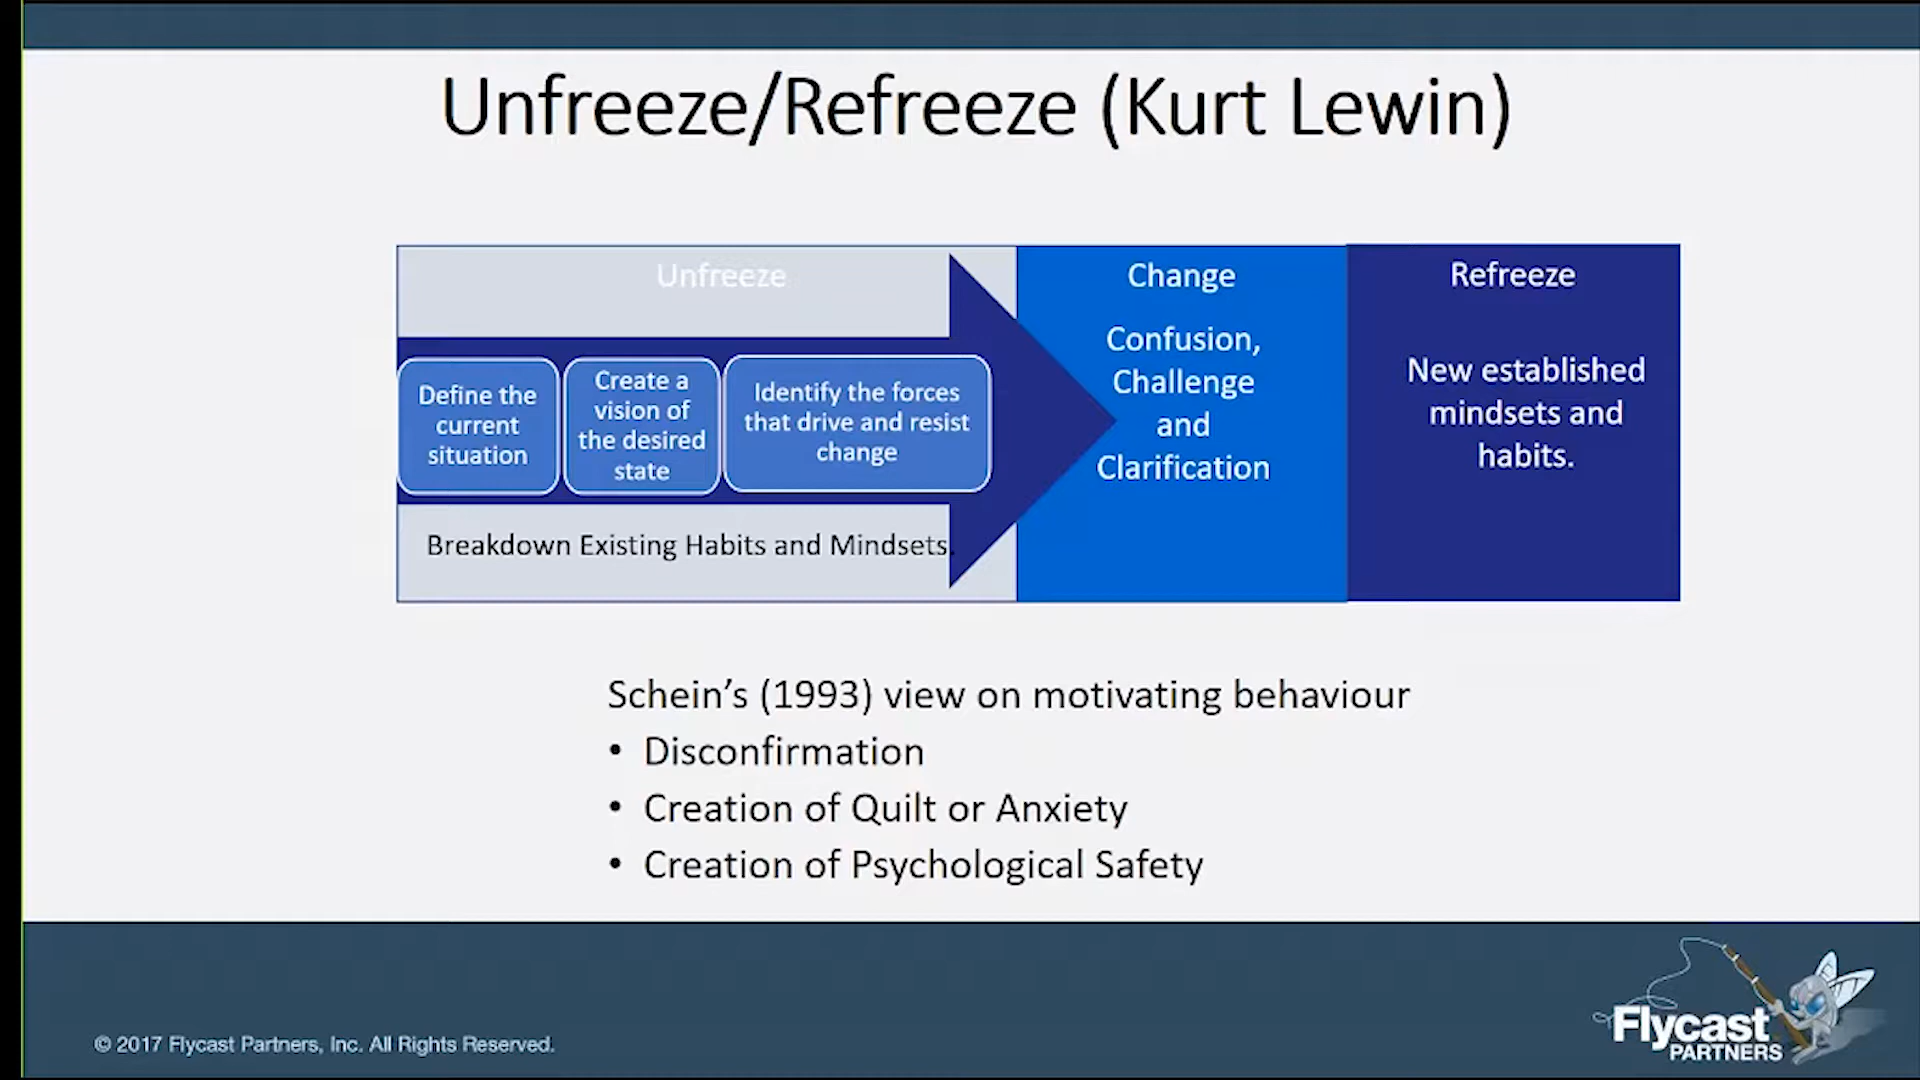 Unfreeze/Refreeze (Kurt Lewin)
Unfreeze
Define the
current
situation
Create a
vision of
the desired
state
Identify the forces
that drive and resist
change
Breakdown Existing Habits and Mindsets.
Change
Confusion,
Challenge
and
Clarification
Refreeze
New established
mindsets and
habits.
Schein’s (1993) view on motivating behaviour
• Disconfirmation
• Creation of Quilt or Anxiety
• Creation of Psychological Safety
© 2017 Flycast Partners, Inc. All Rights Reserved.
Flycast
PARTNERS